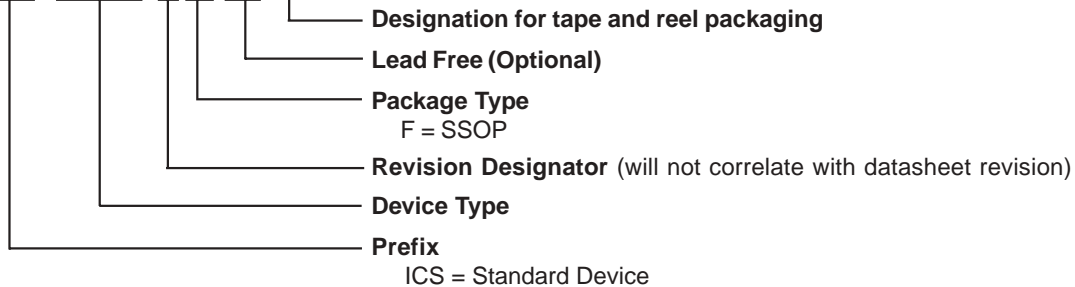 Designation for tape and reel packaging
Lead Free (Optional)
Package Type
F = SSOP
Revision Designator (will not correlate with datasheet revision)
Device Type
Prefix
ICS = Standard Device